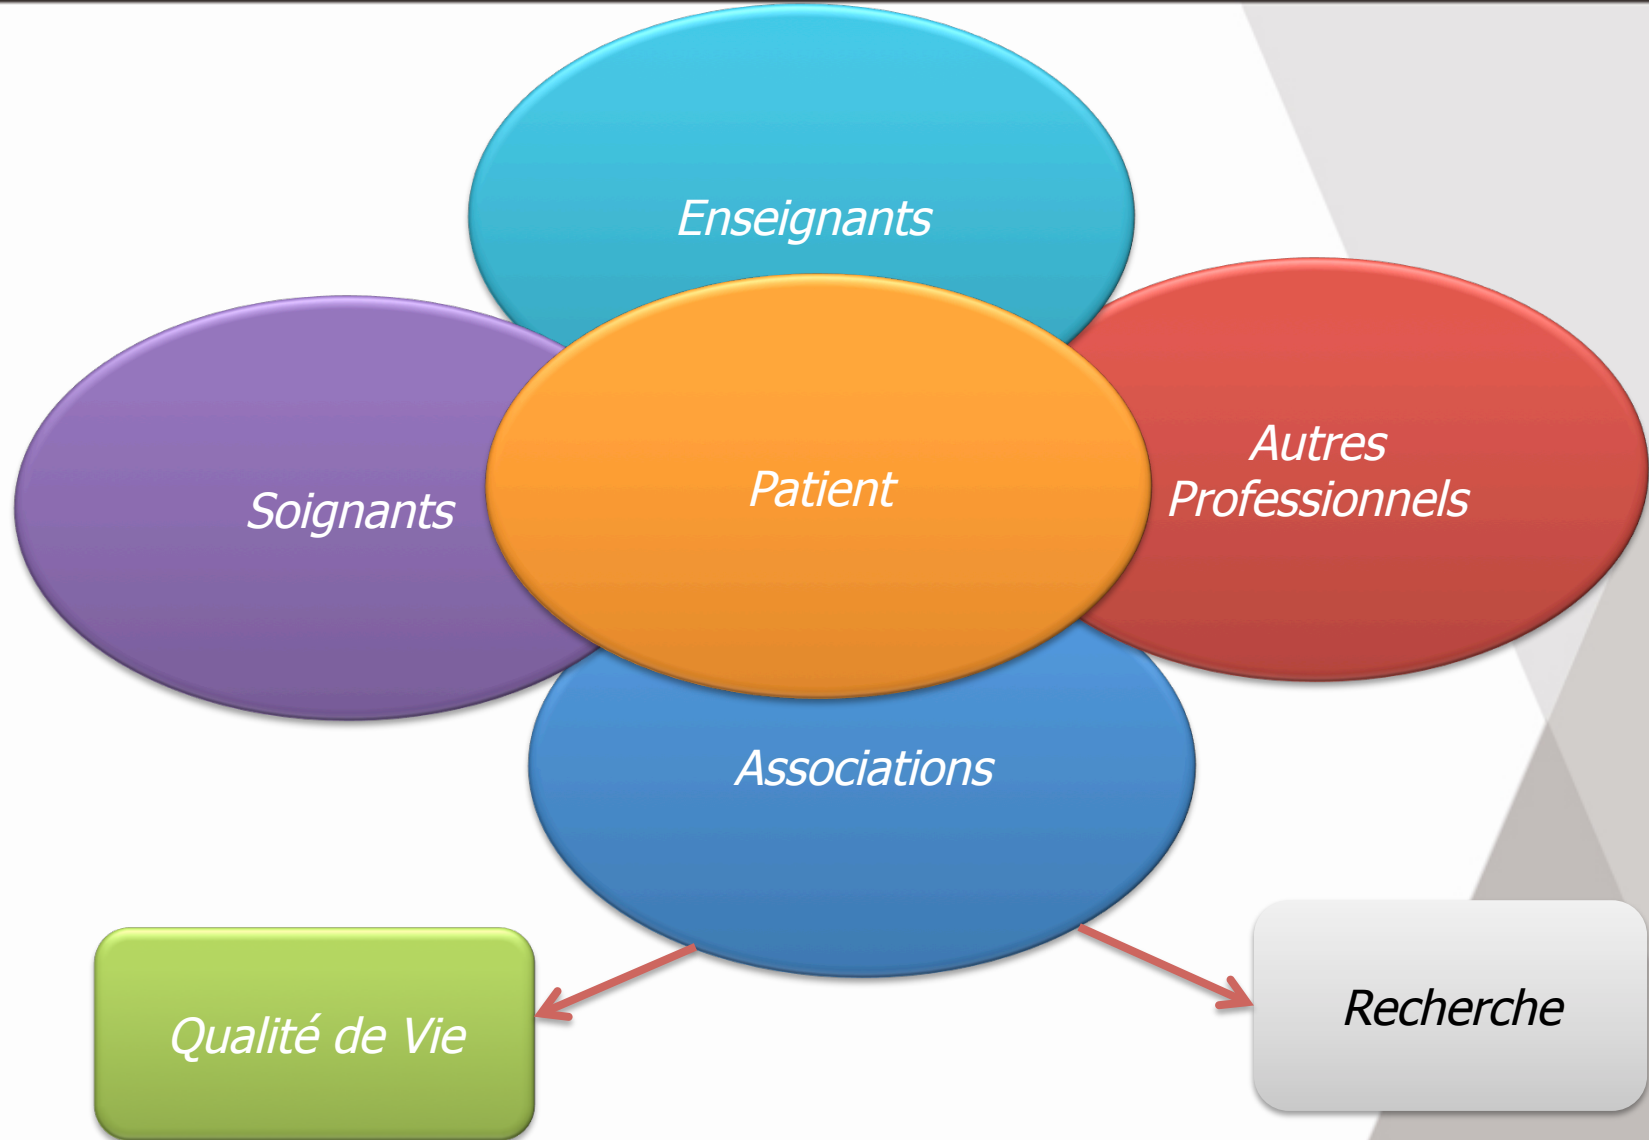 Enseignants
Soignants
Patient
Autres
Professionnels
Associations
Qualité de Vie
Recherche